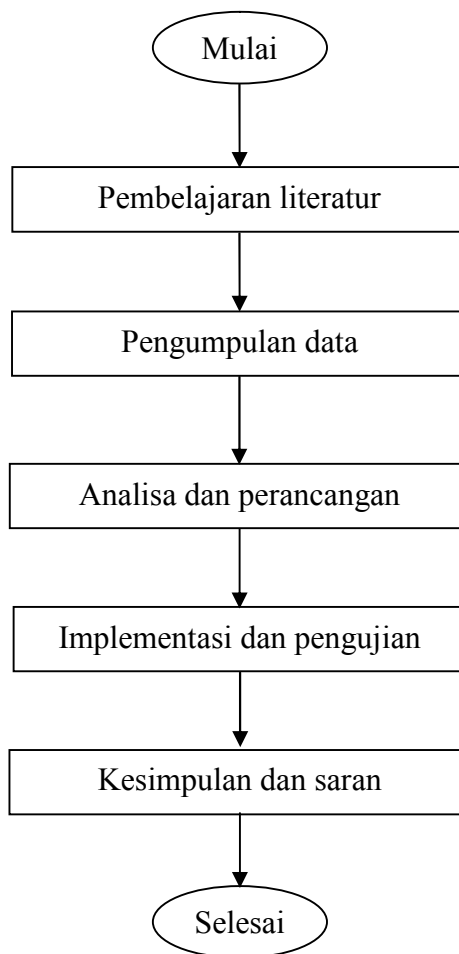 Mulai
Pembelajaran literatur
Pengumpulan data
Analisa dan perancangan
Implementasi dan pengujian
Kesimpulan dan saran
Selesai